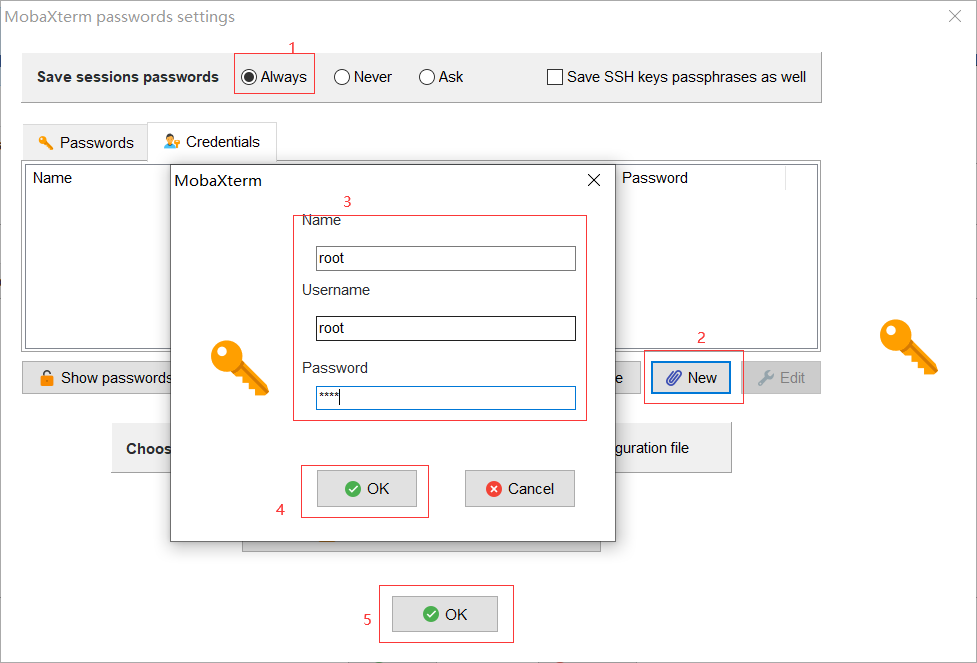 MobaXterm passwords settings
1
Save sessions passwords Always Never Ask Save SSH keys passphrases as well
Passwords Credentials
Name Password
MobaXterm
3
Name
root
Username
root
Password
****
2
Show passwords e New Edit
Choos guration file
4 OK Cancel
5 OK